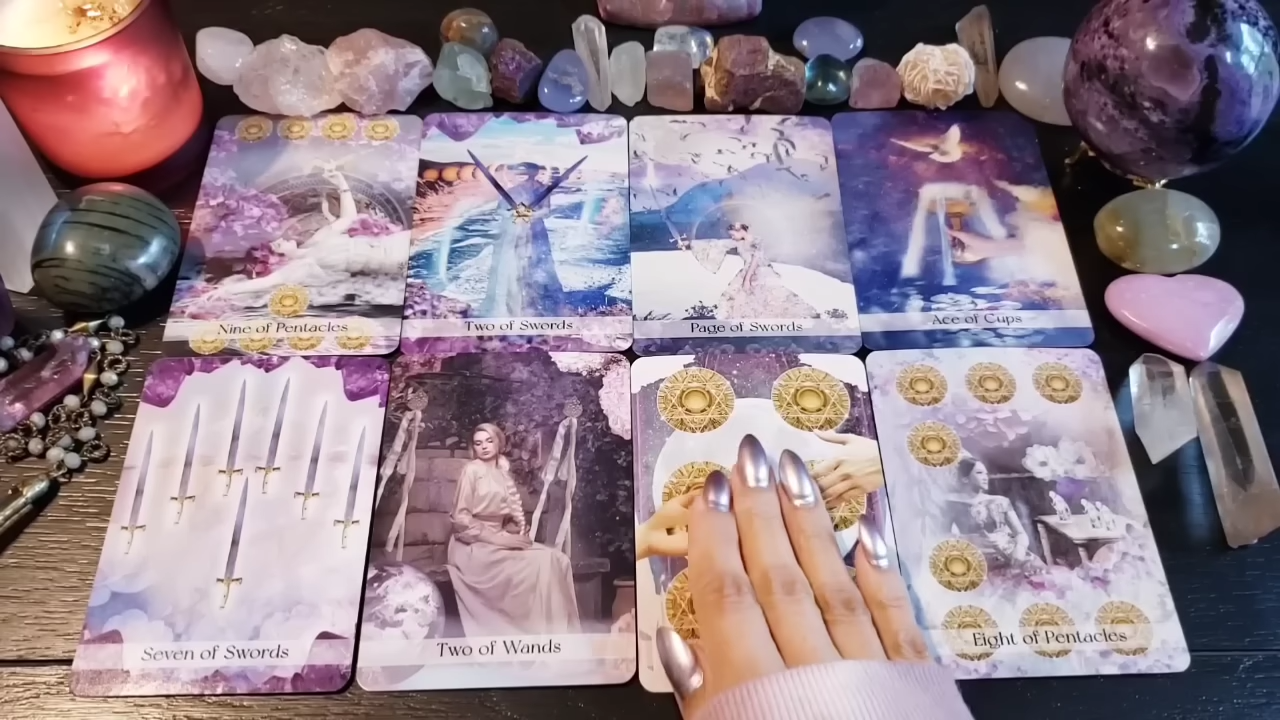 Nine of Pentacles
Two of Swords
Page of Swords
Ace of Cups
Seven of Swords
Two of Wands
Eight of Pentacles